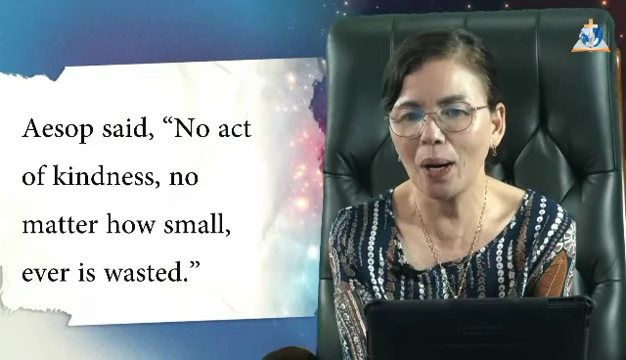 Aesop said, “No act
of kindness, no
matter how small,
ever is wasted.”